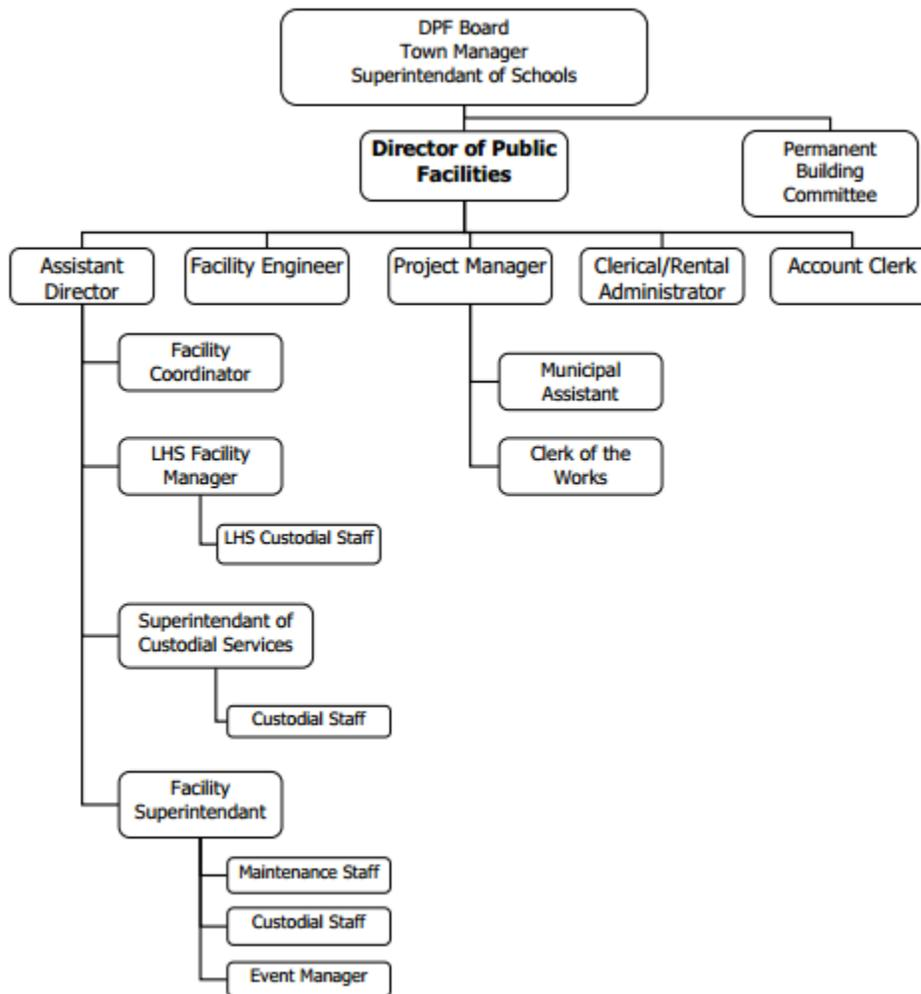 DPF Board
Town Manager
Superintendant of Schools
Director of Public
Facilities
Permanent
Building
Committee
Assistant
Director
Facility Engineer
Project Manager
Clerical/Rental
Administrator
Account Clerk
Facility
Coordinator
Municipal
Assistant
LHS Facility
Manager
Clerk of the
Works
LHS Custodial Staff
Superintendant of
Custodial Services
Custodial Staff
Facility
Superintendant
Maintenance Staff
Custodial Staff
Event Manager